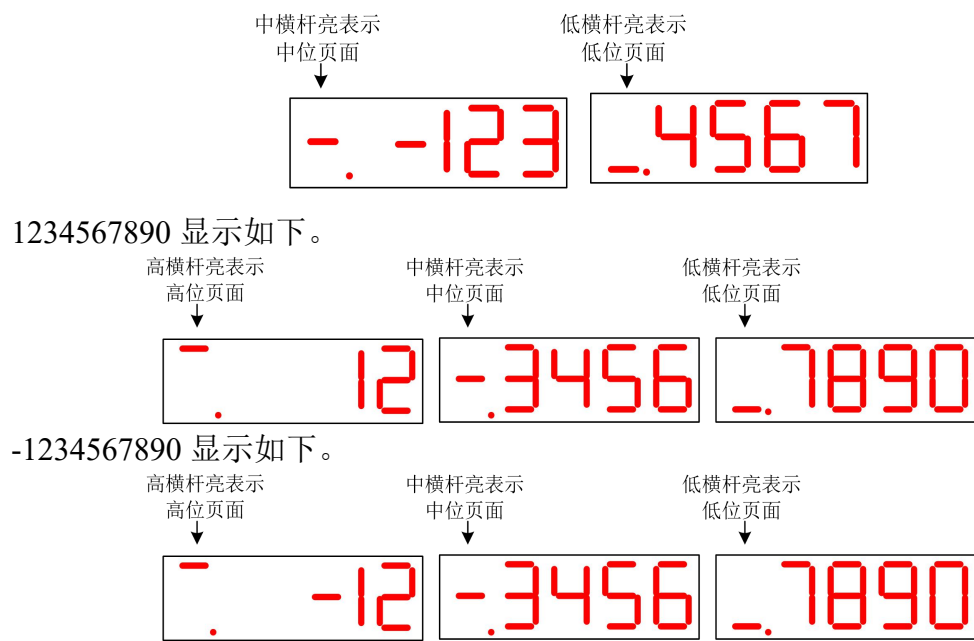 中横杆亮表示 低横杆亮表示
中位页面 低位页面
-. -123 _.4567
1234567890 显示如下。
高横杆亮表示 中横杆亮表示 低横杆亮表示
高位页面 中位页面 低位页面
‾. 12 -.3456 _.7890
-1234567890 显示如下。
高横杆亮表示 中横杆亮表示 低横杆亮表示
高位页面 中位页面 低位页面
‾. -12 -.3456 _.7890